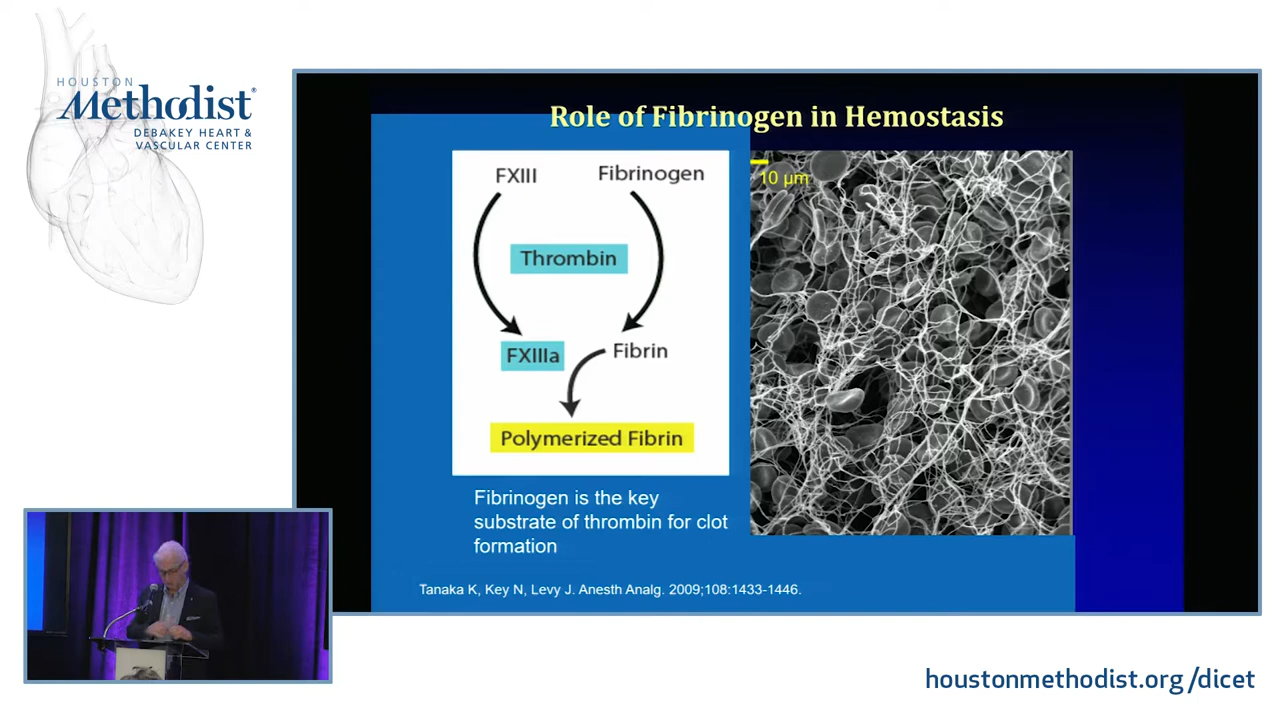 HOUSTON
Methodist®
DEBAKEY HEART &
VASCULAR CENTER
Role of Fibrinogen in Hemostasis
FXIII
Fibrinogen
Thrombin
FXIIIa
Fibrin
Polymerized Fibrin
10 µm
Fibrinogen is the key
substrate of thrombin for clot
formation
Tanaka K, Key N, Levy J. Anesth Analg. 2009;108:1433-1446.
houstonmethodist.org/dicet